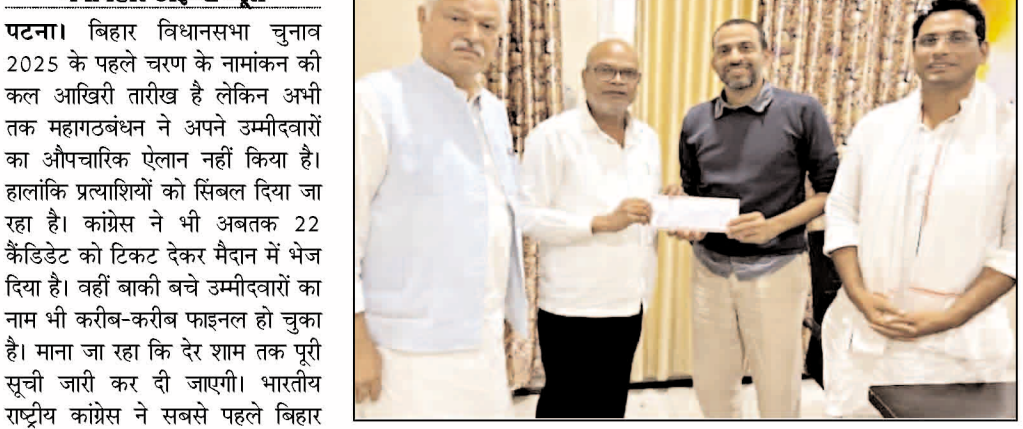 पटना। बिहार विधानसभा चुनाव
2025 के पहले चरण के नामांकन की
कल आखिरी तारीख है लेकिन अभी
तक महागठबंधन ने अपने उम्मीदवारों
का औपचारिक ऐलान नहीं किया है।
हालांकि प्रत्याशियों को सिंबल दिया जा
रहा है। कांग्रेस ने भी अबतक 22
कैंडिडेट को टिकट देकर मैदान में भेज
दिया है। वहीं बाकी बचे उम्मीदवारों का
नाम भी करीब-करीब फाइनल हो चुका
है। माना जा रहा कि देर शाम तक पूरी
सूची जारी कर दी जाएगी। भारतीय
राष्ट्रीय कांग्रेस ने सबसे पहले बिहार